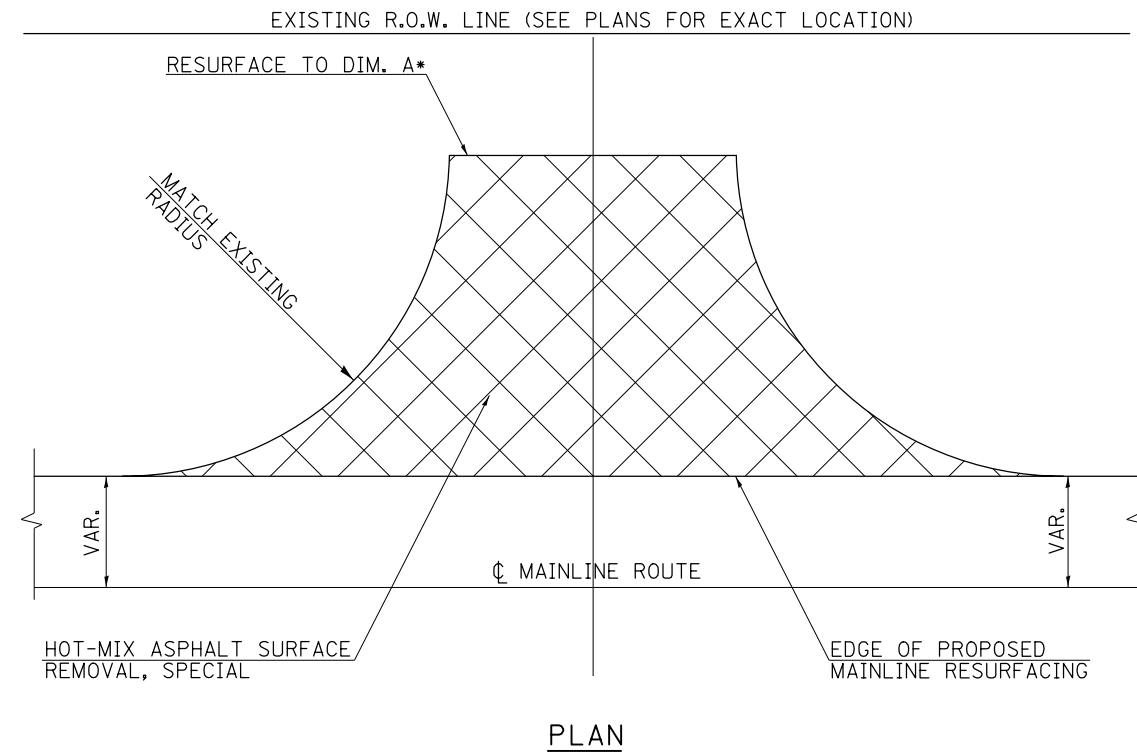 EXISTING R.O.W. LINE (SEE PLANS FOR EXACT LOCATION)
RESURFACE TO DIM. A*
MATCH EXISTING
RADIUS
VAR.
VAR.
℄ MAINLINE ROUTE
HOT-MIX ASPHALT SURFACE
REMOVAL, SPECIAL
EDGE OF PROPOSED
MAINLINE RESURFACING
PLAN